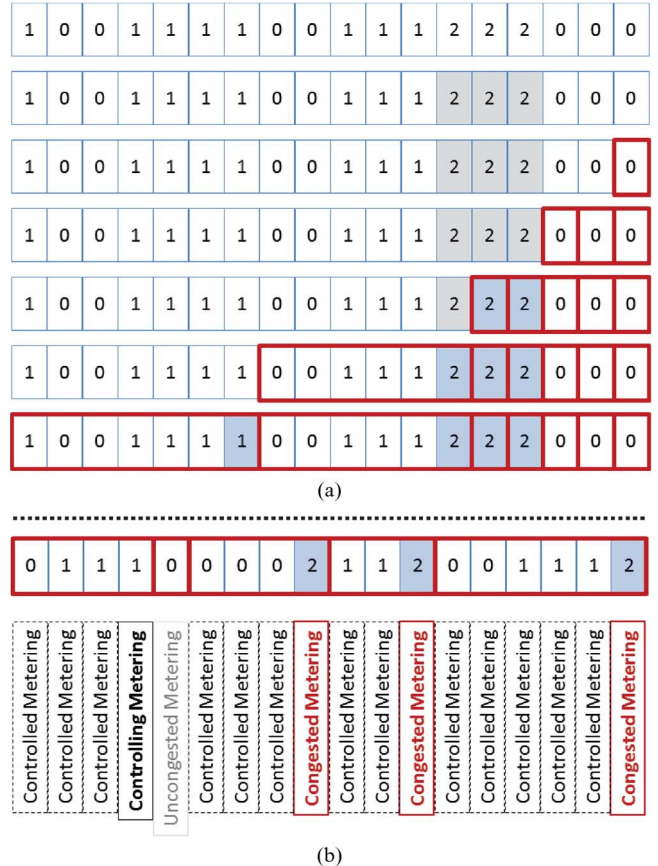 1 0 0 1 1 1 1 0 0 1 1 1 2 2 2 0 0 0
1 0 0 1 1 1 1 0 0 1 1 1 2 2 2 0 0 0
1 0 0 1 1 1 1 0 0 1 1 1 2 2 2 0 0 0
1 0 0 1 1 1 1 0 0 1 1 1 2 2 2 0 0 0
1 0 0 1 1 1 1 0 0 1 1 1 2 2 2 0 0 0
1 0 0 1 1 1 1 0 0 1 1 1 2 2 2 0 0 0
1 0 0 1 1 1 1 0 0 1 1 1 2 2 2 0 0 0
(a)
0 1 1 1 0 0 0 0 2 1 1 2 0 0 1 1 1 2
Controlled Metering
Controlled Metering
Controlled Metering
Controlling Metering
Uncongested Metering
Controlled Metering
Controlled Metering
Controlled Metering
Congested Metering
Controlled Metering
Controlled Metering
Congested Metering
Controlled Metering
Controlled Metering
Controlled Metering
Controlled Metering
Controlled Metering
Congested Metering
(b)